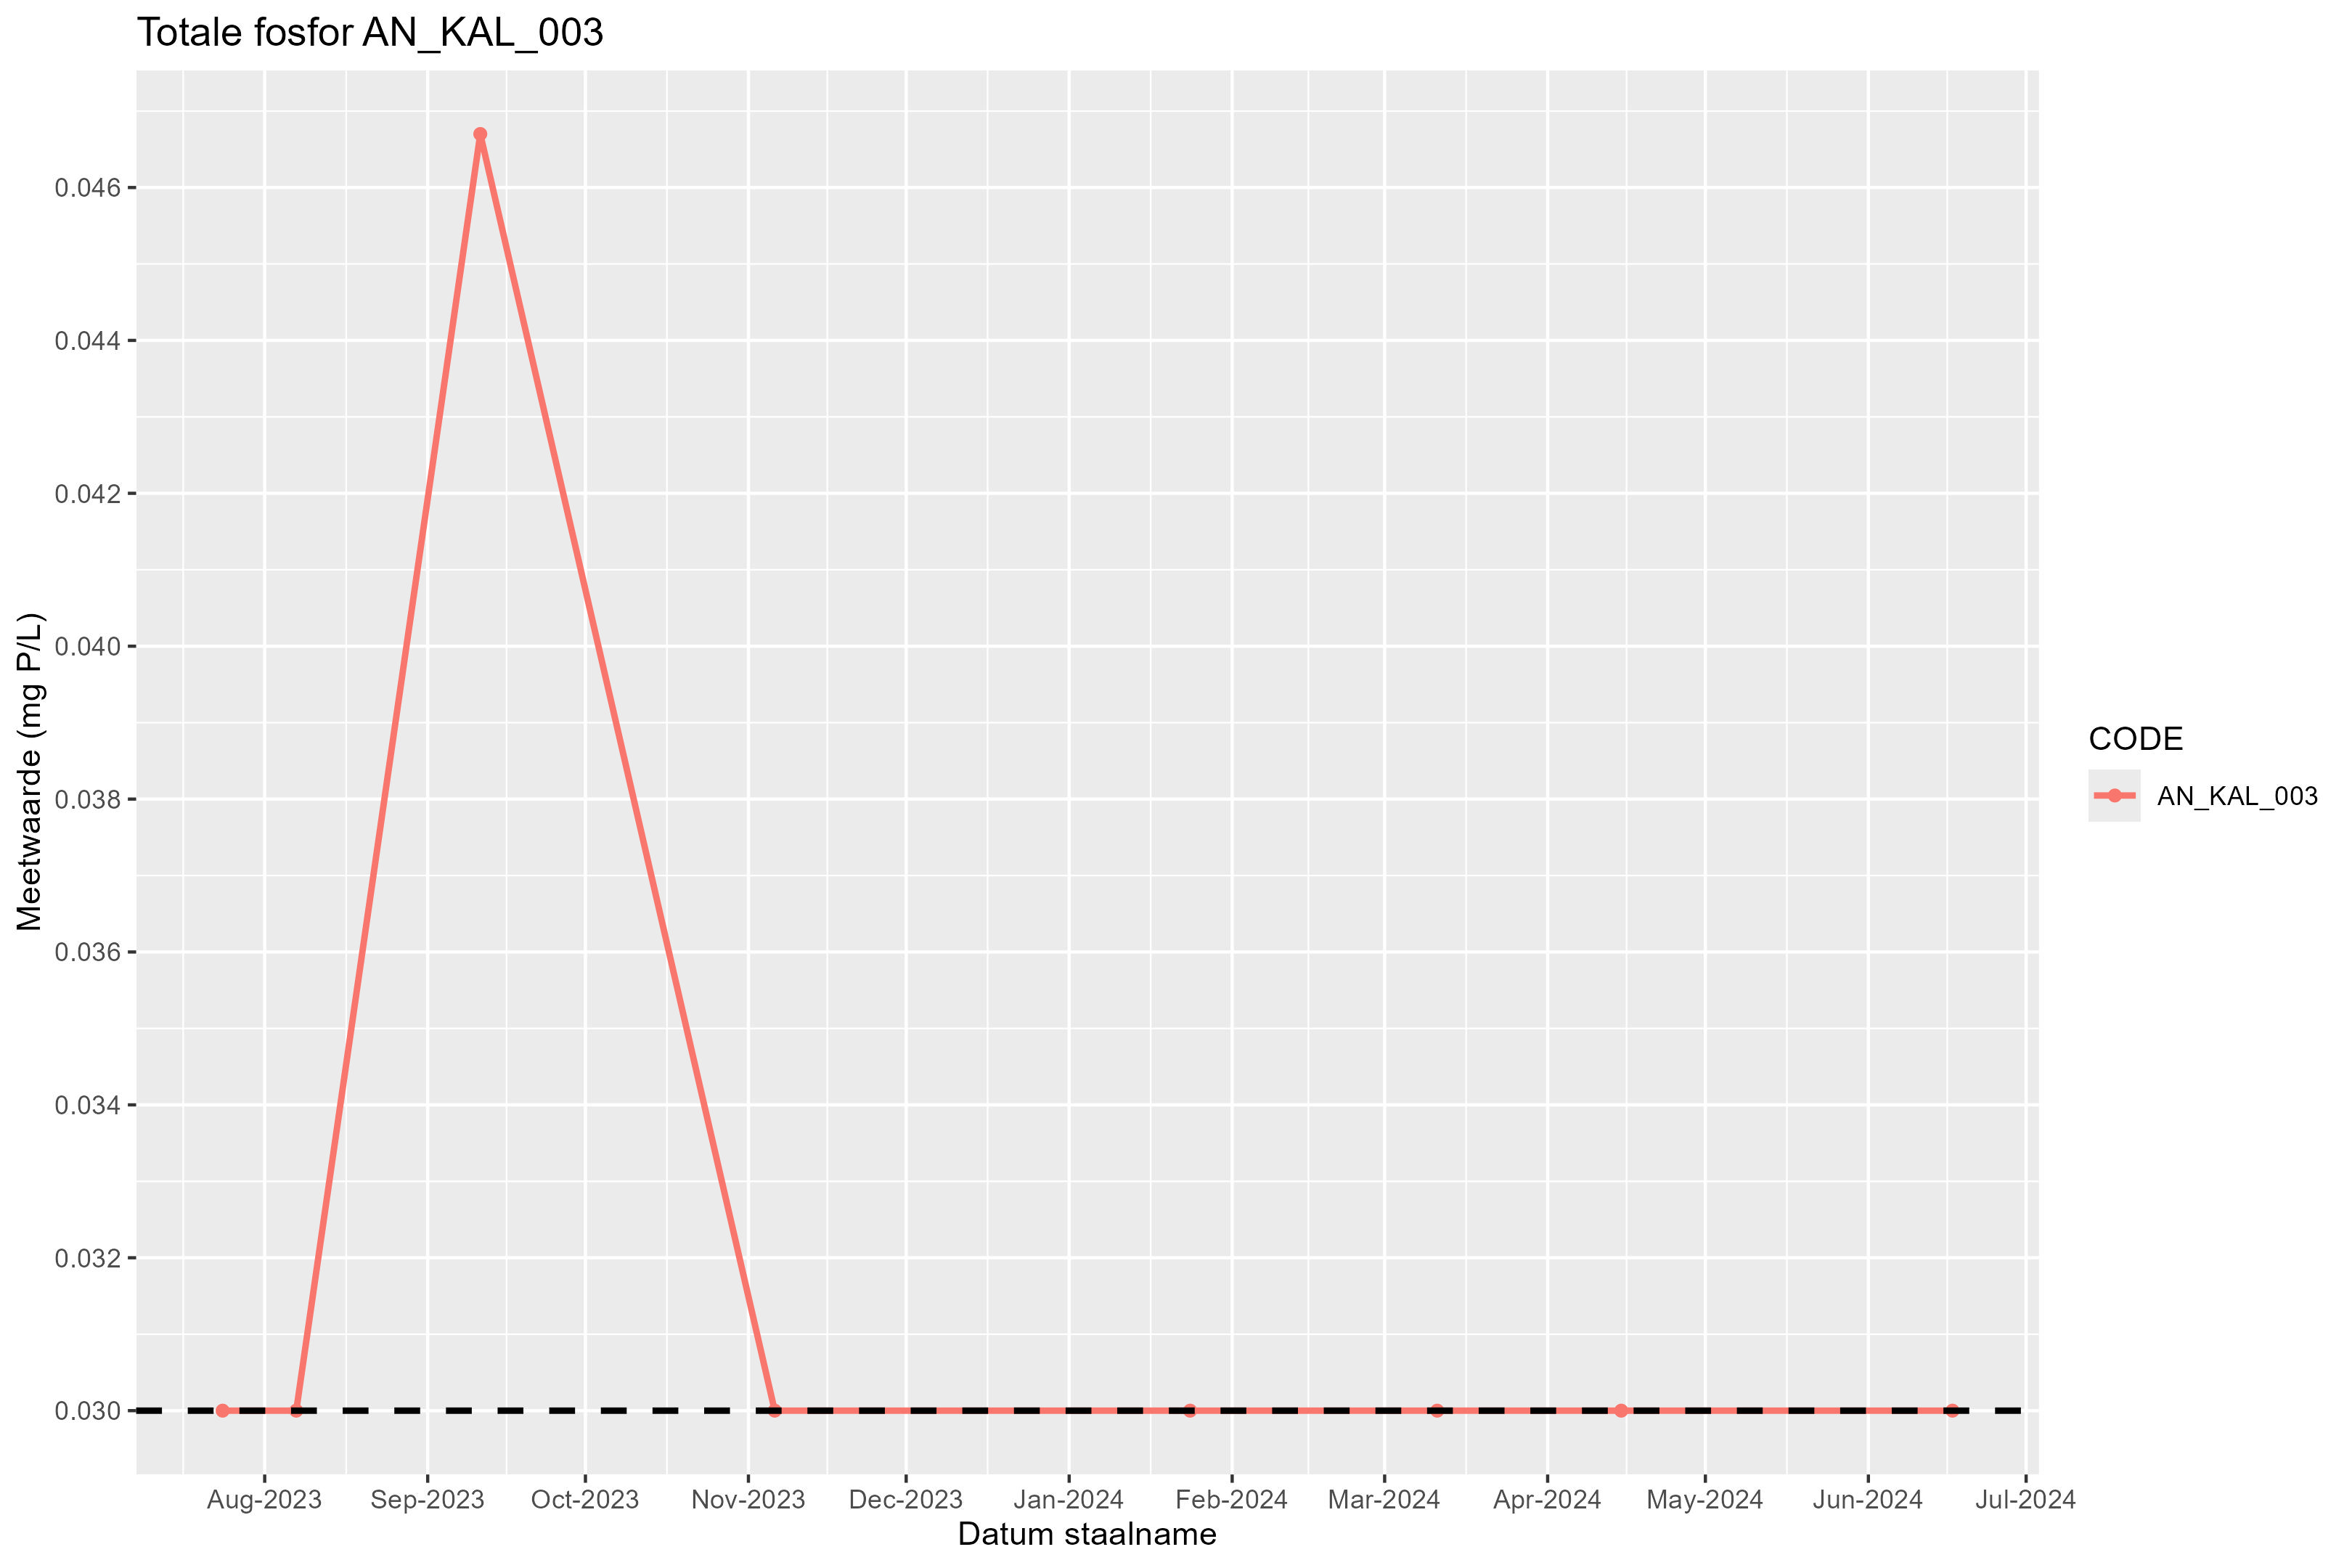 Totale fosfor AN_KAL_003
Meetwaarde (mg P/L)
0.046
0.044
0.042
0.040
0.038
0.036
0.034
0.032
0.030
Aug-2023 Sep-2023 Oct-2023 Nov-2023 Dec-2023 Jan-2024 Feb-2024 Mar-2024 Apr-2024 May-2024 Jun-2024 Jul-2024
Datum staalname
CODE
AN_KAL_003